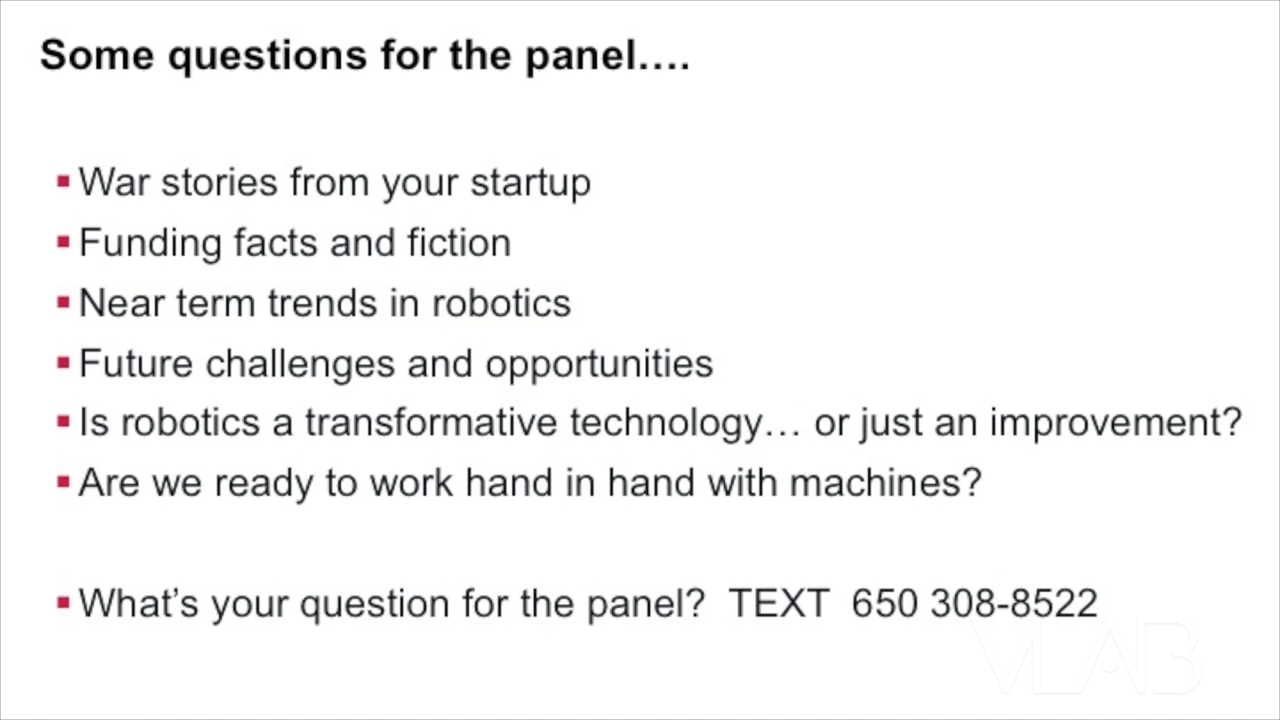 Some questions for the panel....
War stories from your startup
Funding facts and fiction
Near term trends in robotics
Future challenges and opportunities
Is robotics a transformative technology… or just an improvement?
Are we ready to work hand in hand with machines?
What’s your question for the panel?  TEXT  650 308-8522
VLAB